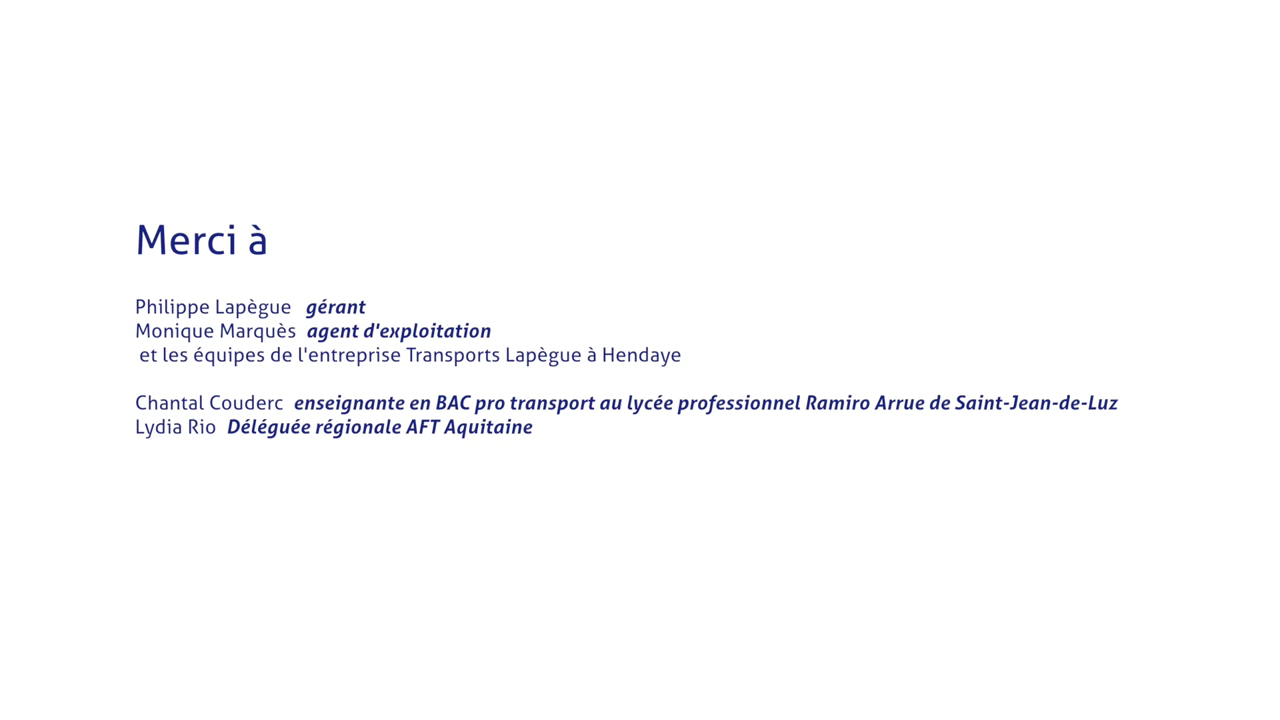 Merci à
Philippe Lapègue gérant
Monique Marquès agent d'exploitation
et les équipes de l'entreprise Transports Lapègue à Hendaye
Chantal Couderc enseignante en BAC pro transport au lycée professionnel Ramiro Arrue de Saint-Jean-de-Luz
Lydia Rio Déléguée régionale AFT Aquitaine